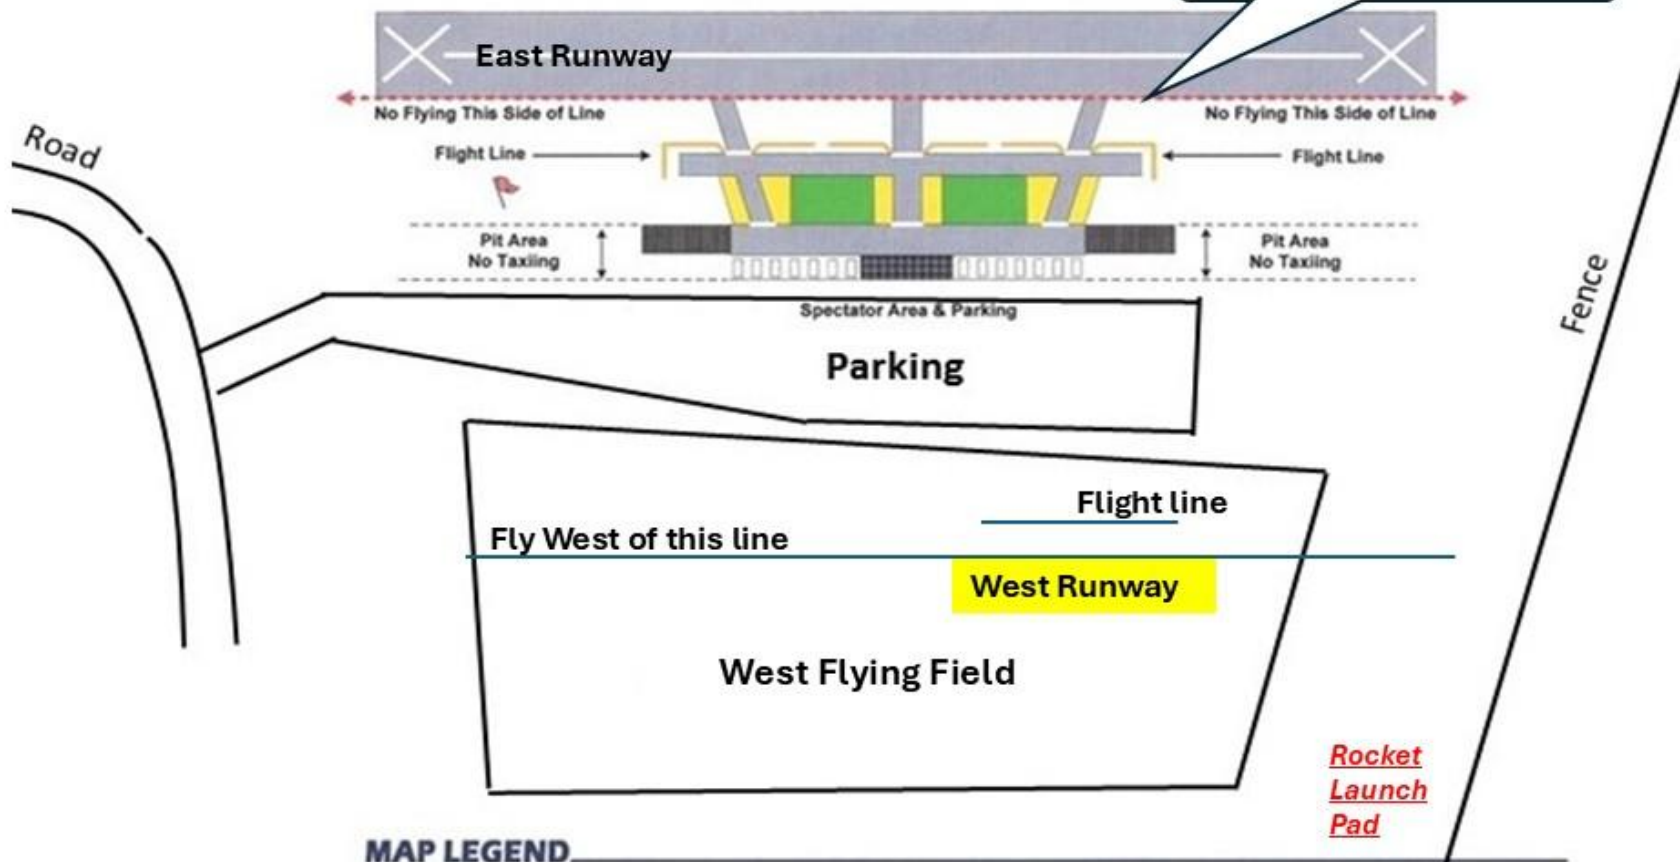 East Runway
No Flying This Side of Line
No Flying This Side of Line
Road
Flight Line
Flight Line
Pit Area
No Taxiing
Pit Area
No Taxiing
Fence
Spectator Area & Parking
Parking
Flight line
Fly West of this line
West Runway
West Flying Field
Rocket
Launch
Pad
MAP LEGEND